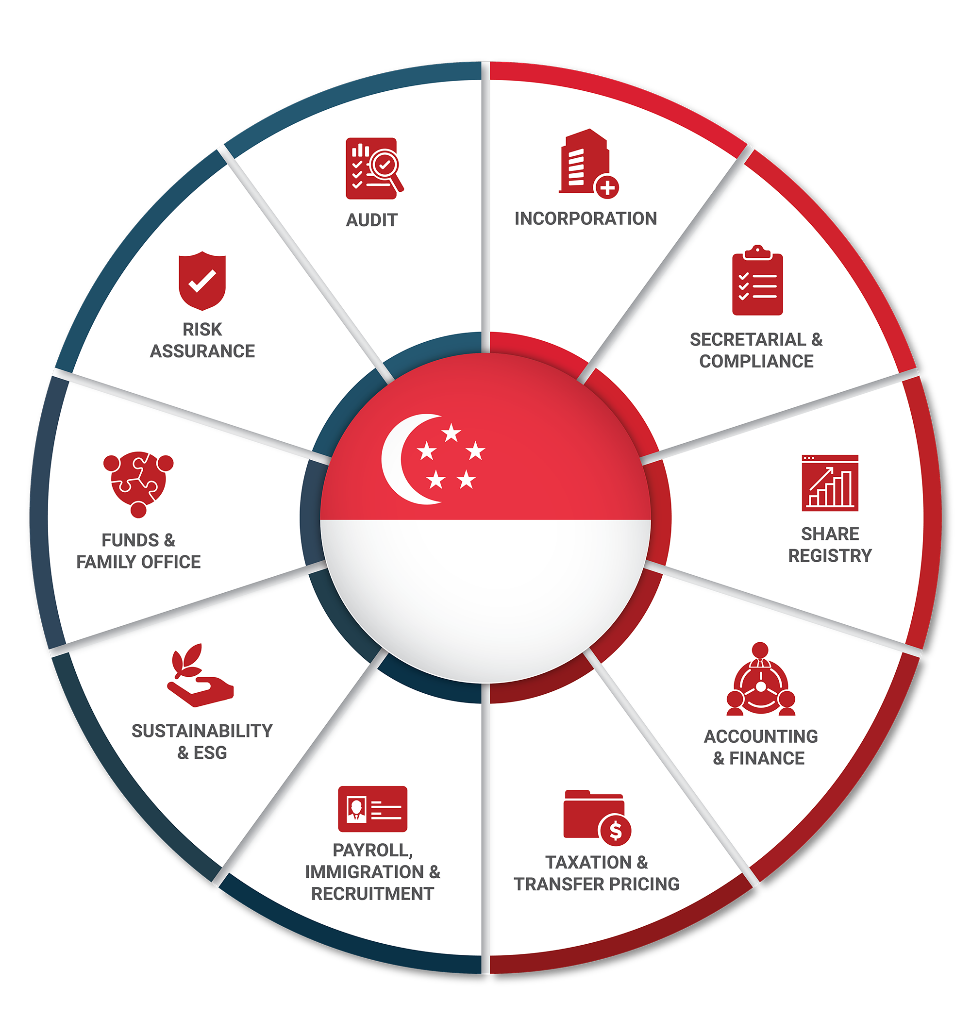 INCORPORATION
SECRETARIAL &
COMPLIANCE
SHARE
REGISTRY
ACCOUNTING
& FINANCE
TAXATION &
TRANSFER PRICING
PAYROLL,
IMMIGRATION &
RECRUITMENT
SUSTAINABILITY
& ESG
FUNDS &
FAMILY OFFICE
RISK
ASSURANCE
AUDIT
$